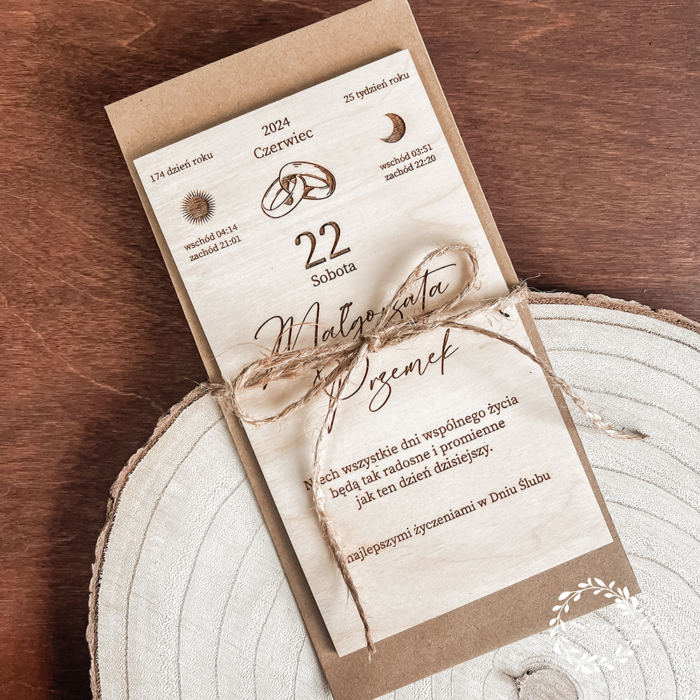 2024
25 tydzień roku
Czerwiec
174 dzień roku
wschód 03:51
zachód 22:20
wschód 04:14
zachód 21:01
22
Sobota
Małgorzata
Przemek
wszystkie dni wspólnego życia
będą tak radosne i promienne
jak ten dzień dzisiejszy.
najlepszymi życzeniami w Dniu Ślubu